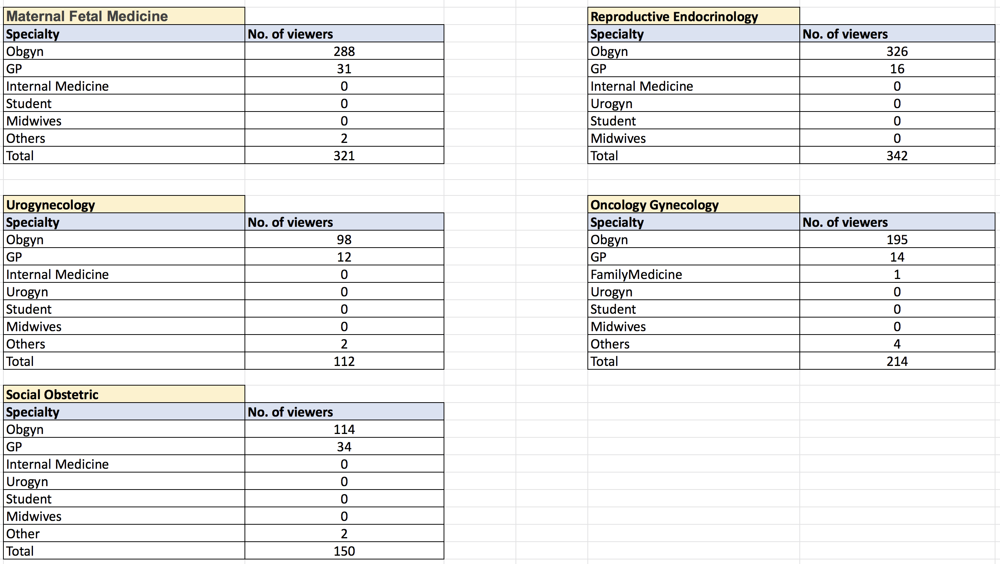 Maternal Fetal Medicine
Specialty No. of viewers
Obgyn 288
GP 31
Internal Medicine 0
Student 0
Midwives 0
Others 2
Total 321
Reproductive Endocrinology
Specialty No. of viewers
Obgyn 326
GP 16
Internal Medicine 0
Urogyn 0
Student 0
Midwives 0
Total 342
Urogynecology
Specialty No. of viewers
Obgyn 98
GP 12
Internal Medicine 0
Urogyn 0
Student 0
Midwives 0
Others 2
Total 112
Oncology Gynecology
Specialty No. of viewers
Obgyn 195
GP 14
FamilyMedicine 1
Urogyn 0
Student 0
Midwives 0
Others 4
Total 214
Social Obstetric
Specialty No. of viewers
Obgyn 114
GP 34
Internal Medicine 0
Urogyn 0
Student 0
Midwives 0
Other 2
Total 150